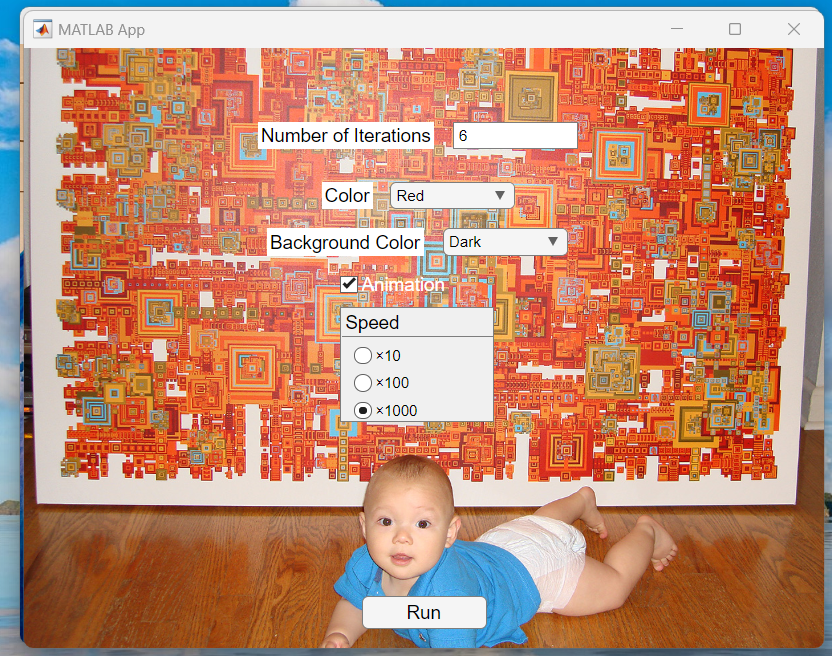 MATLAB App
Number of Iterations 6
Color Red
Background Color Dark
Animation
Speed
×10
×100
×1000
Run